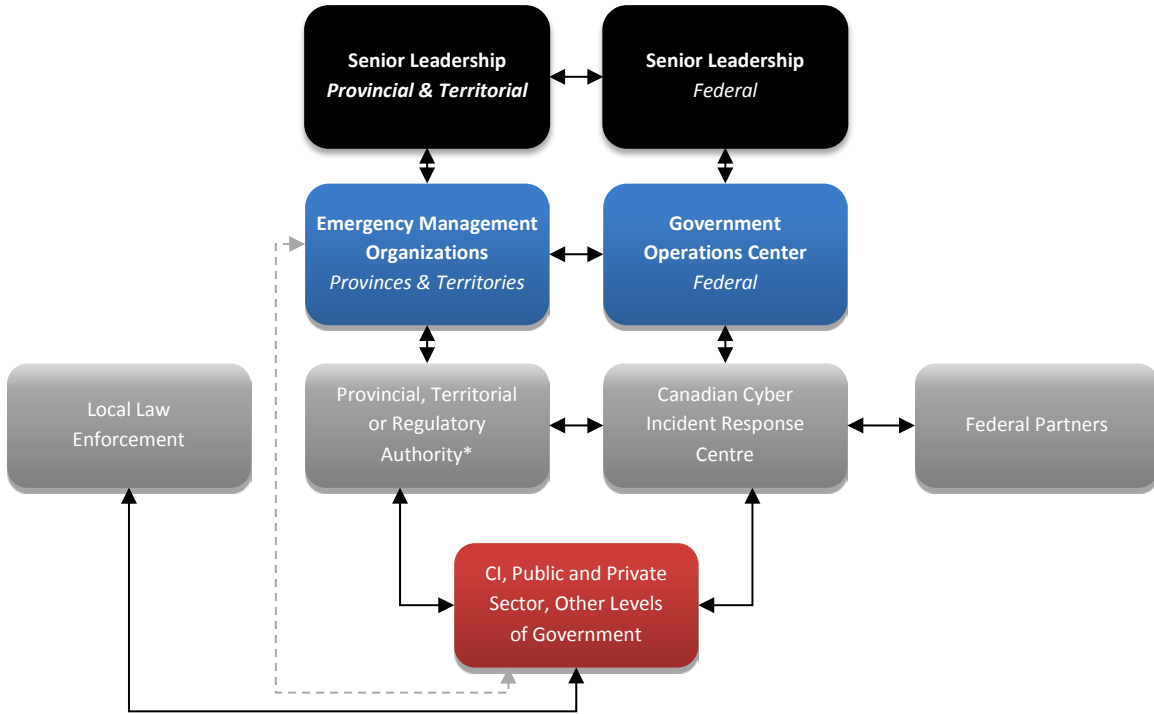 Senior Leadership
Provincial & Territorial
Senior Leadership
Federal
Emergency Management
Organizations
Provinces & Territories
Government
Operations Center
Federal
Local Law
Enforcement
Provincial, Territorial
or Regulatory
Authority*
Canadian Cyber
Incident Response
Centre
Federal Partners
CI, Public and Private
Sector, Other Levels
of Government